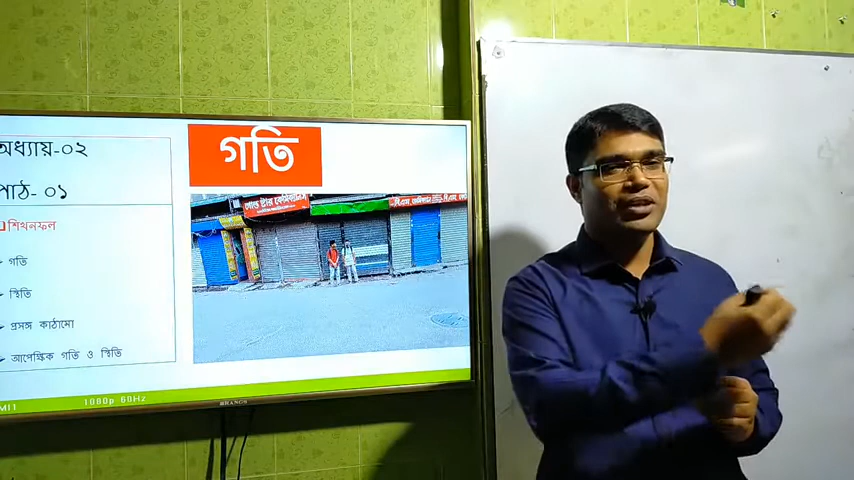 অধ্যায়-০২
পাঠ- ০১
শিখনফল
গতি
স্থিতি
প্রসঙ্গ কাঠামো
আপেক্ষিক গতি ও স্থিতি
গতি
1080p 60Hz